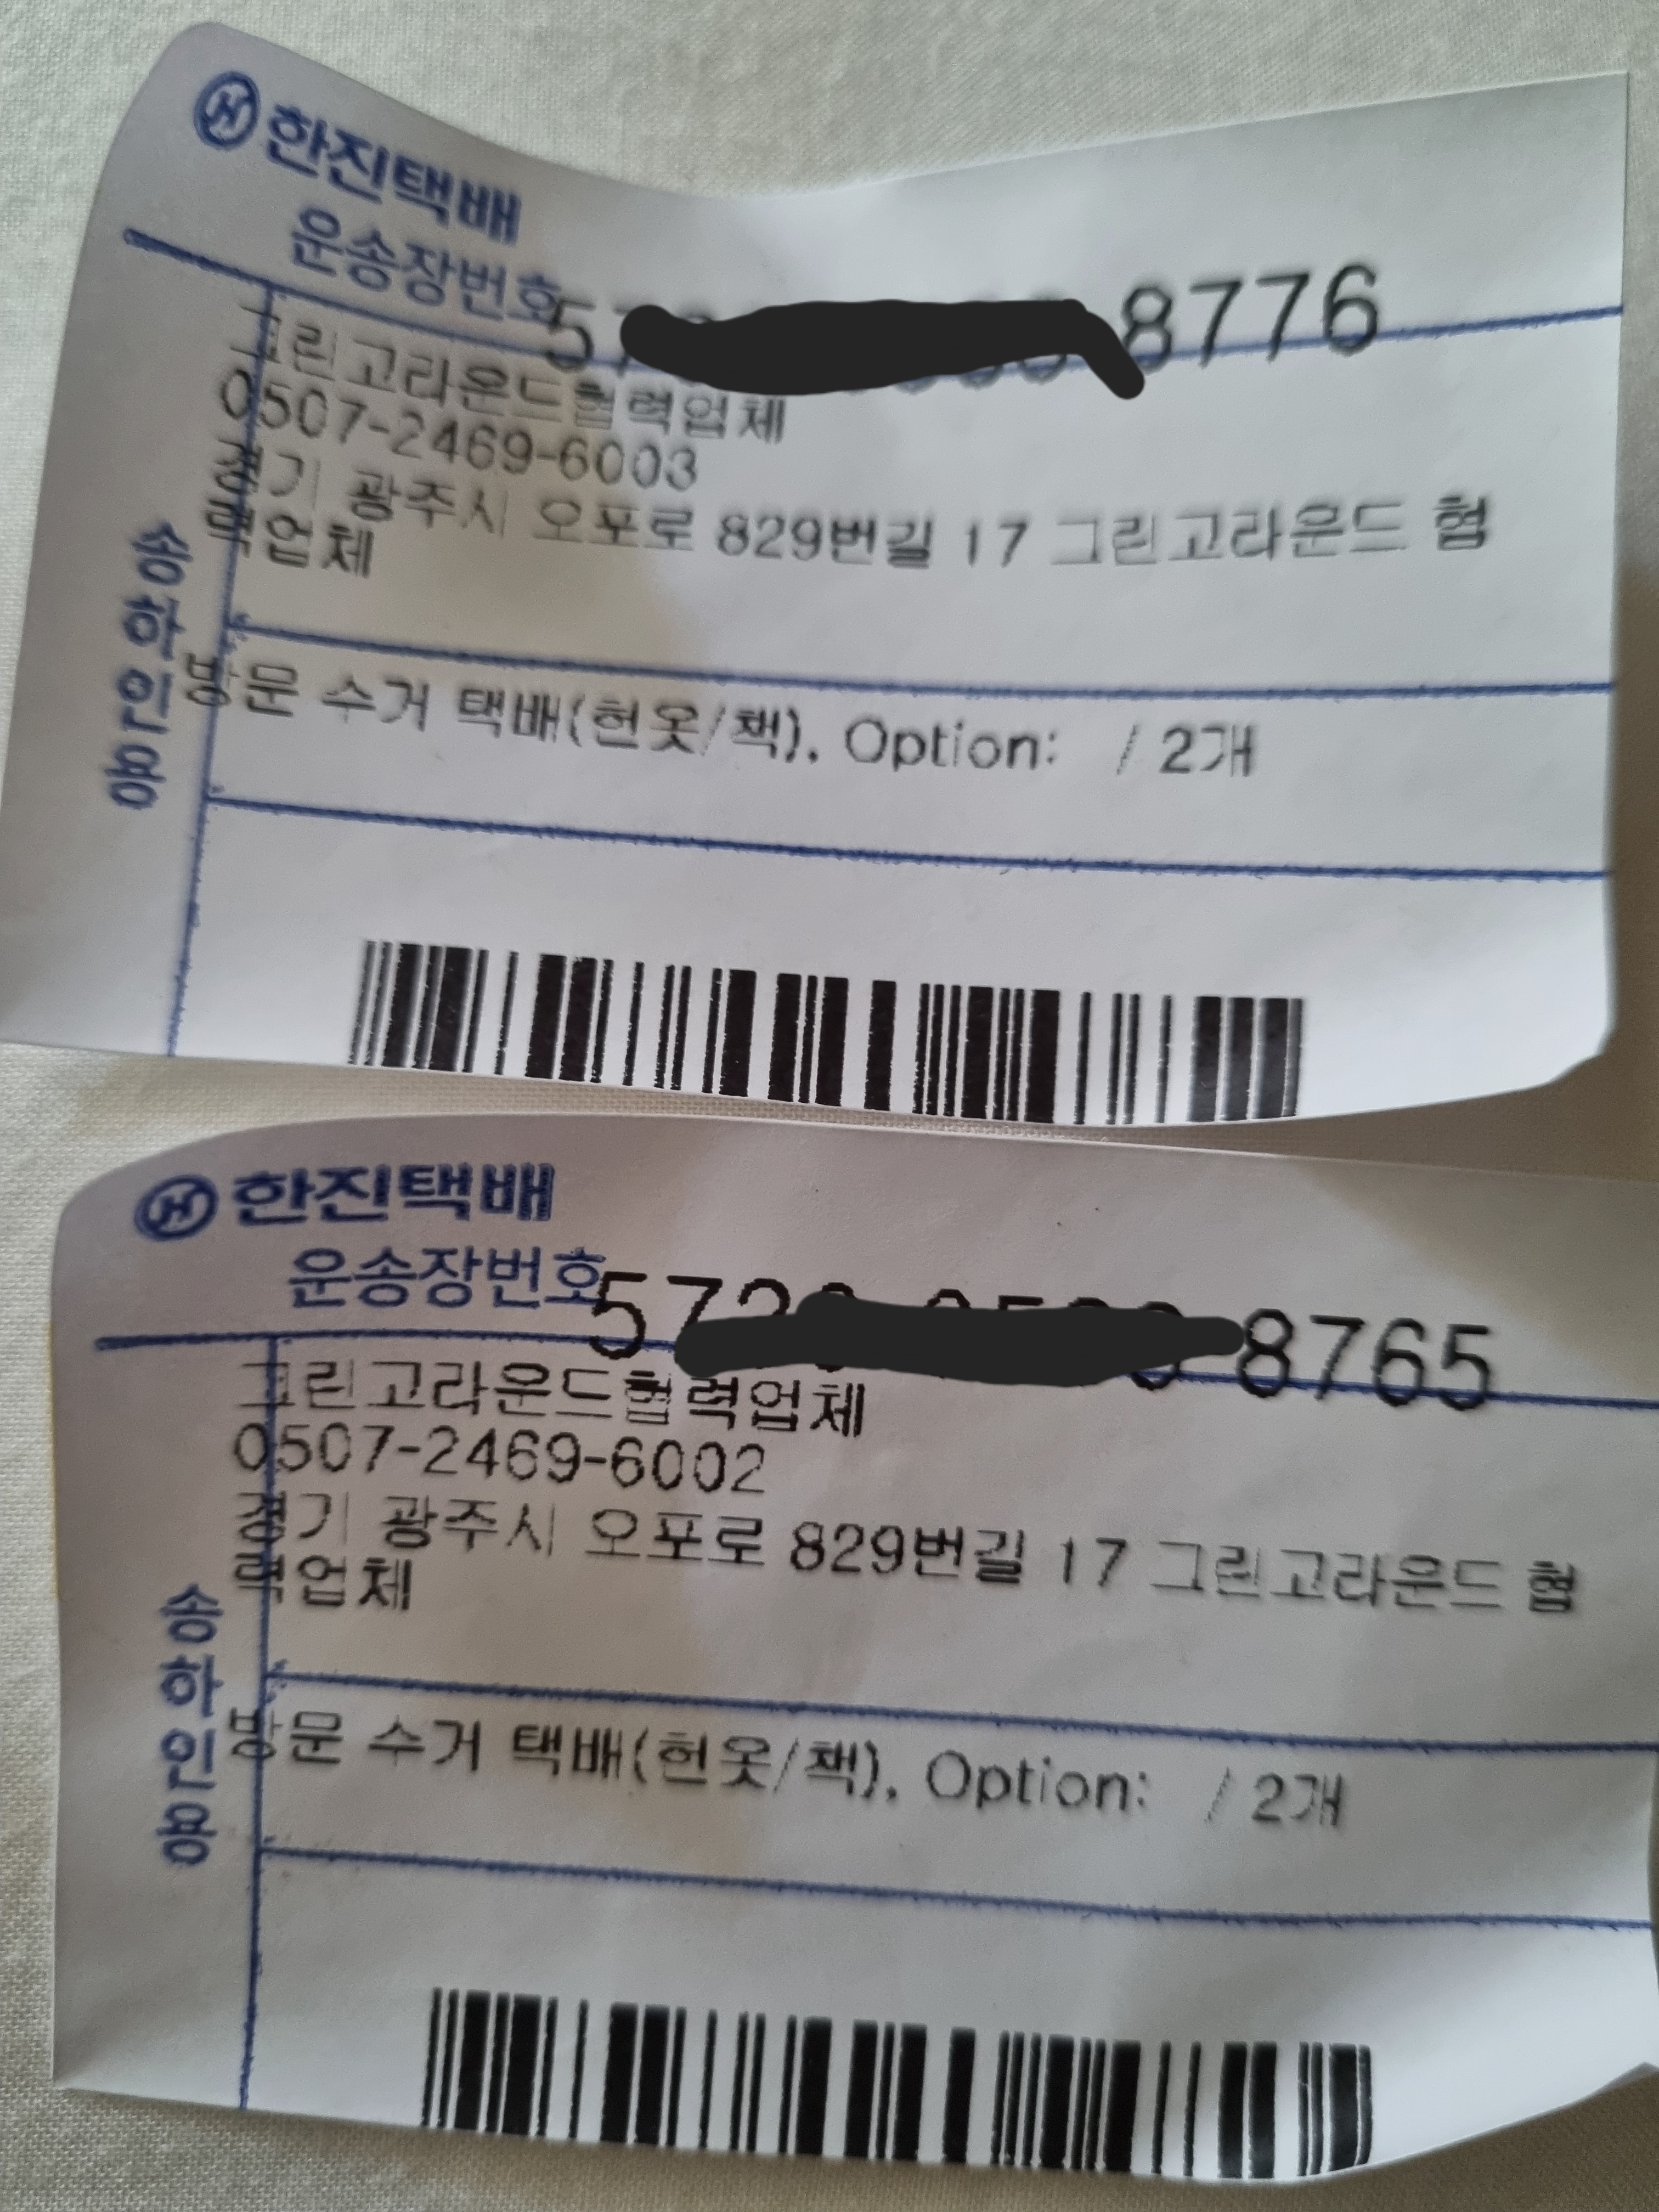 한진택배
운송장번호 5 8776
그린고라운드협력업체
0507-2469-6003
경기 광주시 오포로 829번길 17 그린고라운드 협
력업체
송하인용
방문 수거 택배(헌옷/책), Option: / 2개
한진택배
운송장번호 572 8765
그린고라운드협력업체
0507-2469-6002
경기 광주시 오포로 829번길 17 그린고라운드 협
력업체
송하인용
방문 수거 택배(헌옷/책), Option: / 2개